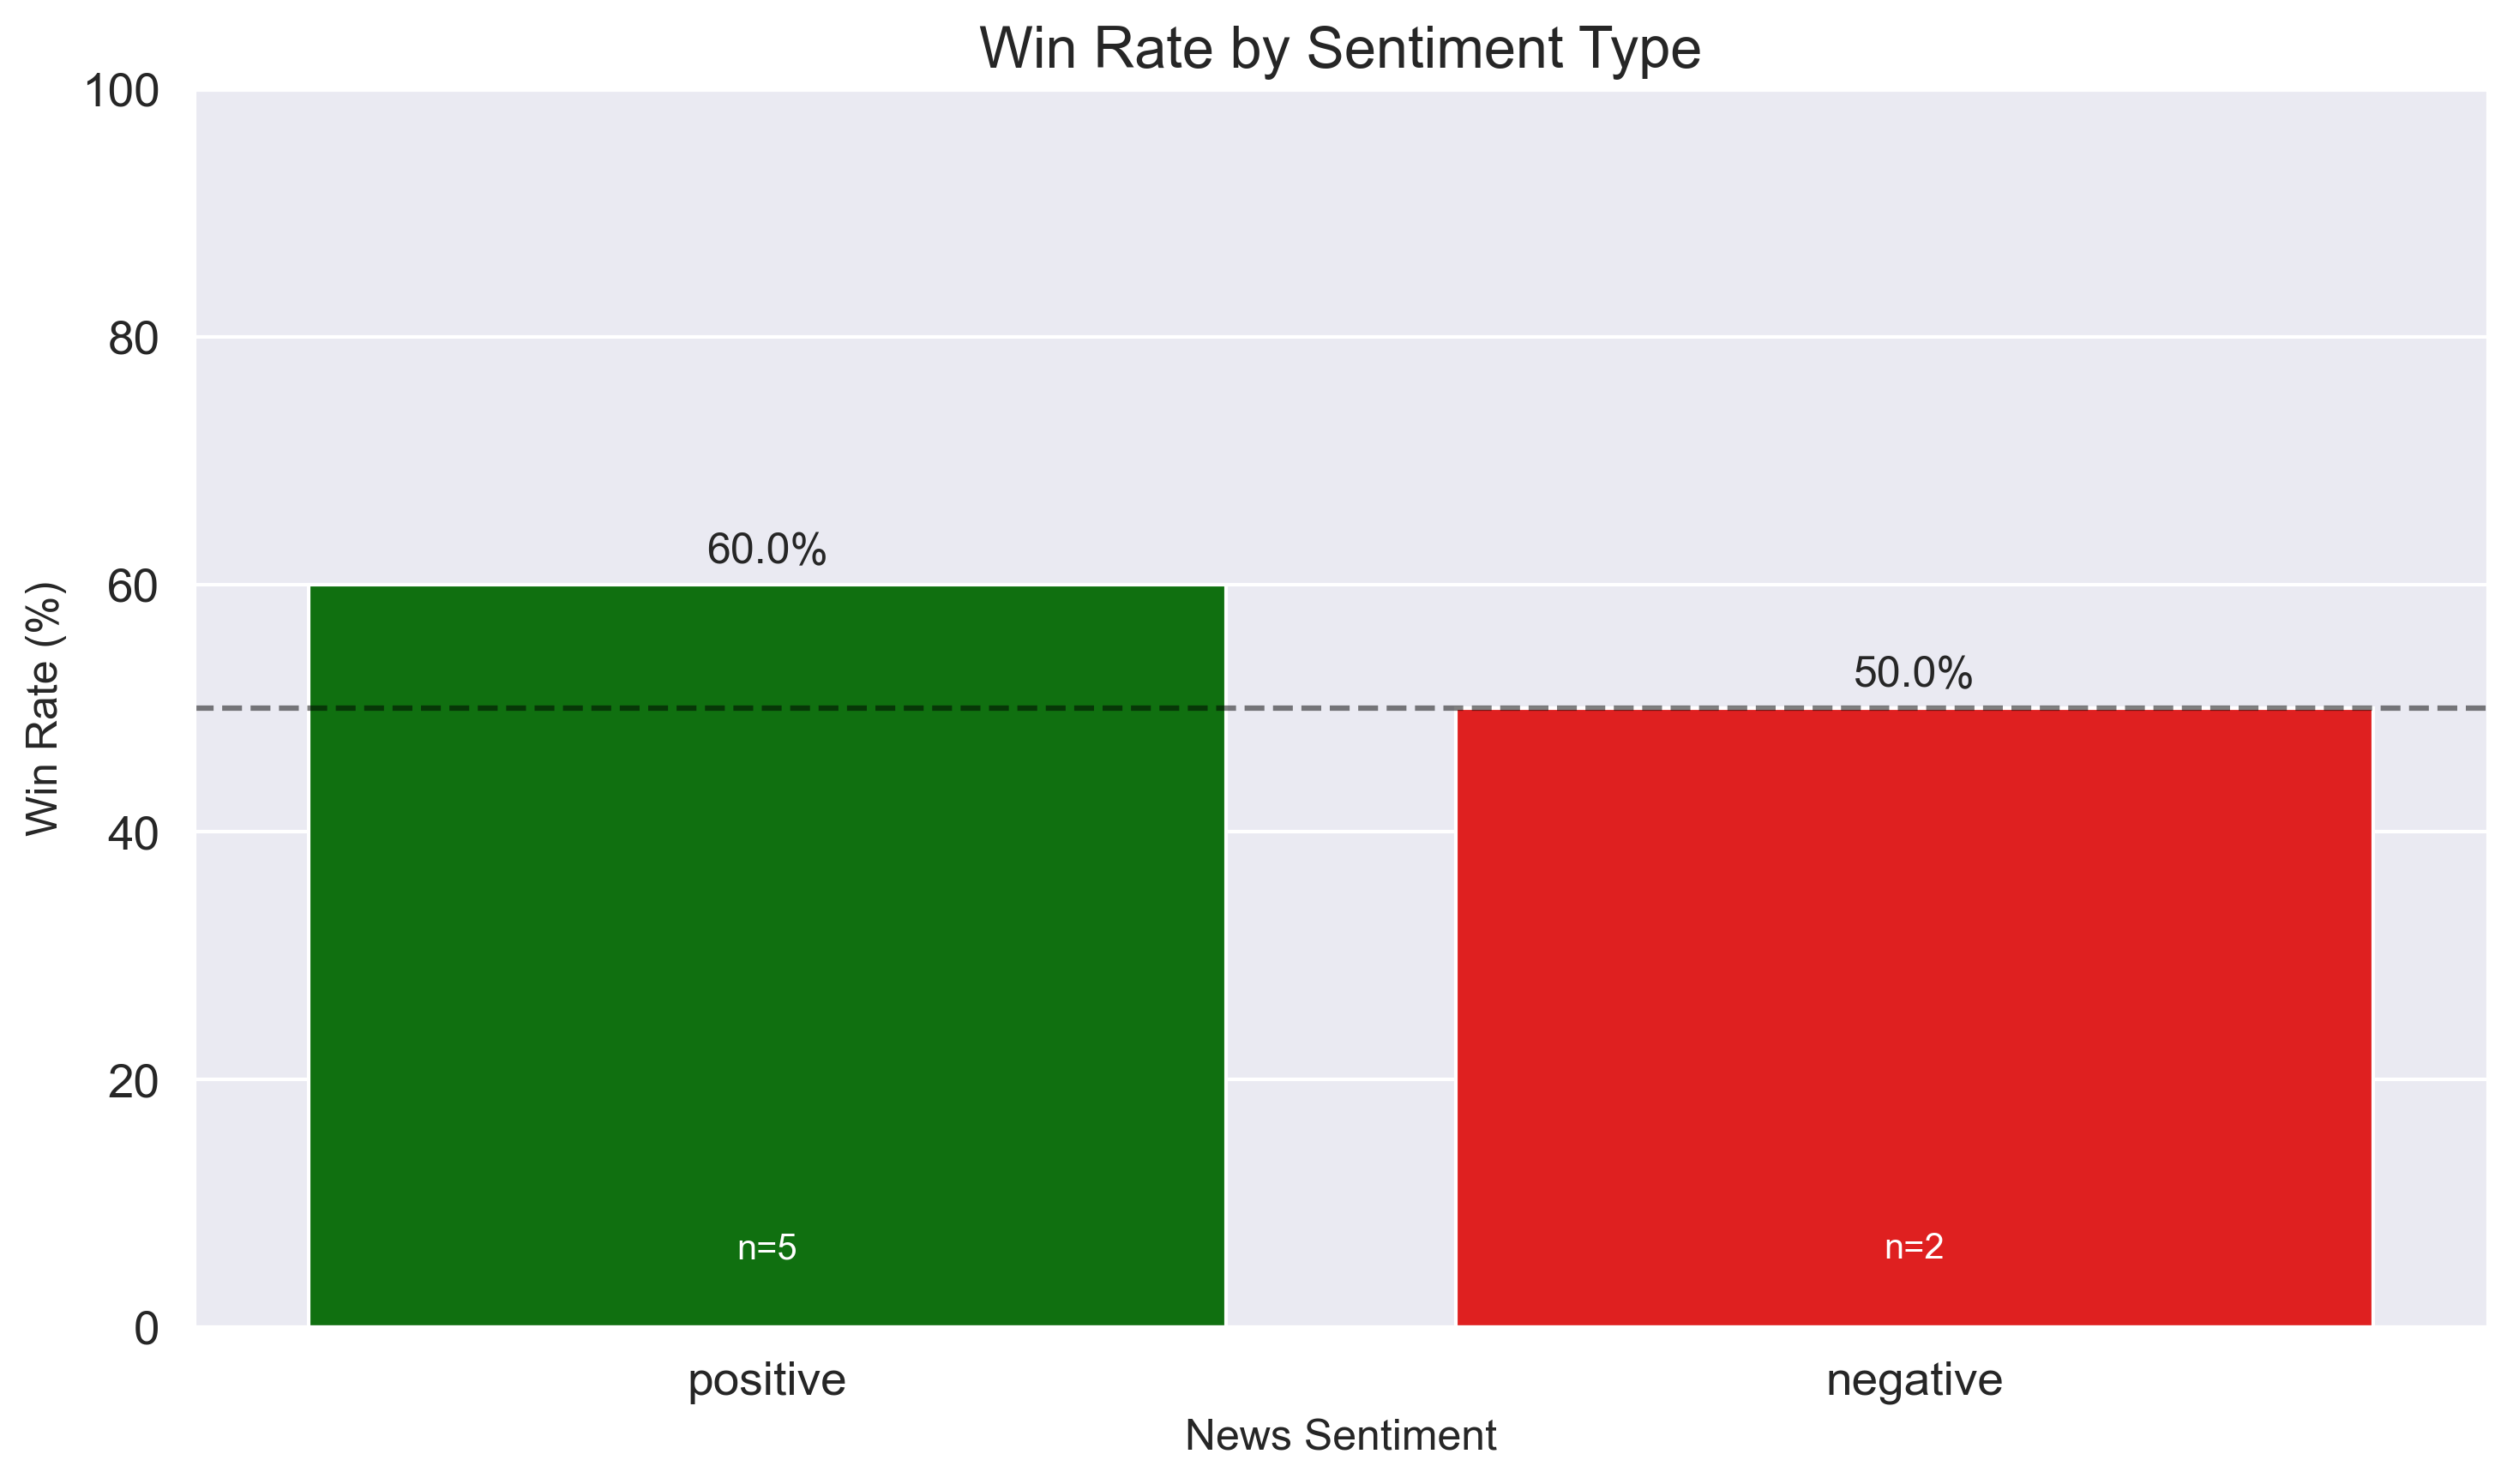 Win Rate by Sentiment Type
100
80
60
40
20
0
Win Rate (%)
60.0%
50.0%
n=5
n=2
positive
negative
News Sentiment